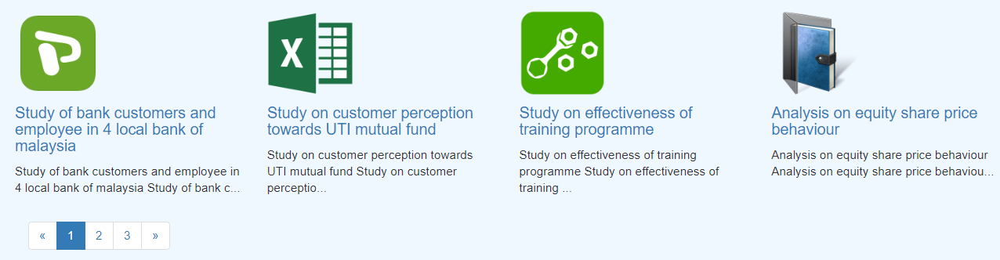 Study of bank customers and
employee in 4 local bank of
malaysia
Study of bank customers and employee in
4 local bank of malaysia Study of bank c...
X
Study on customer perception
towards UTI mutual fund
Study on customer perception towards
UTI mutual fund Study on customer
perceptio...
Study on effectiveness of
training programme
Study on effectiveness of training
programme Study on effectiveness of
training ...
Analysis on equity share price
behaviour
Analysis on equity share price behaviour
Analysis on equity share price behaviou...
« 1 2 3 »